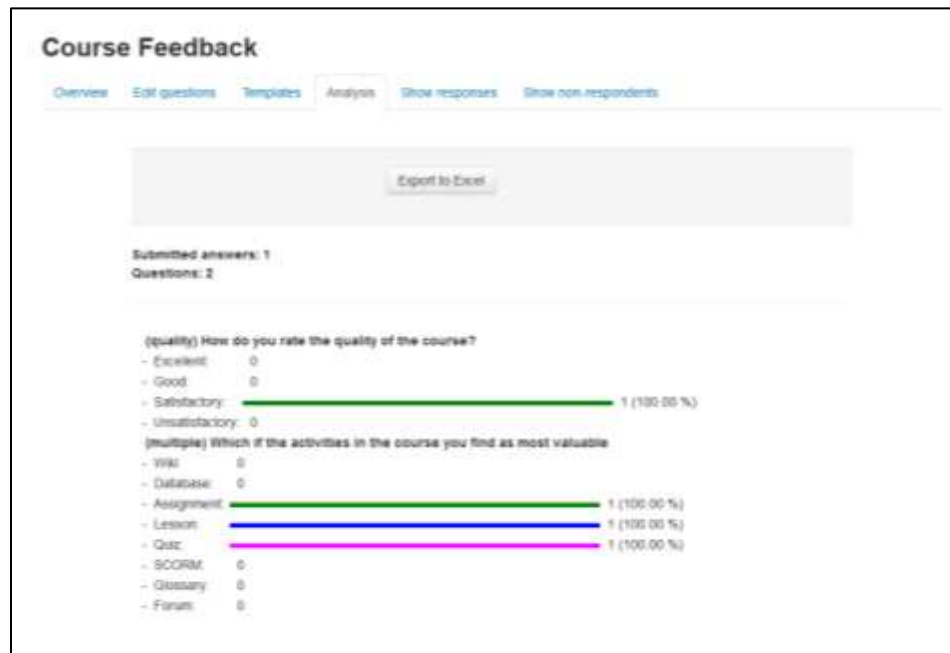 Course Feedback
Overview Edit questions Templates Analysis Show responses Show non-respondents
Export to Excel
Submitted answers: 1
Questions: 2
(quality) How do you rate the quality of the course?
- Excellent: 0
- Good: 0
- Satisfactory: 1 (100.00 %)
- Unsatisfactory: 0
(multiple) Which if the activities in the course you find as most valuable
- Wiki: 0
- Database: 0
- Assignment: 1 (100.00 %)
- Lesson: 1 (100.00 %)
- Quiz: 1 (100.00 %)
- SCORM: 0
- Glossary: 0
- Forum: 0